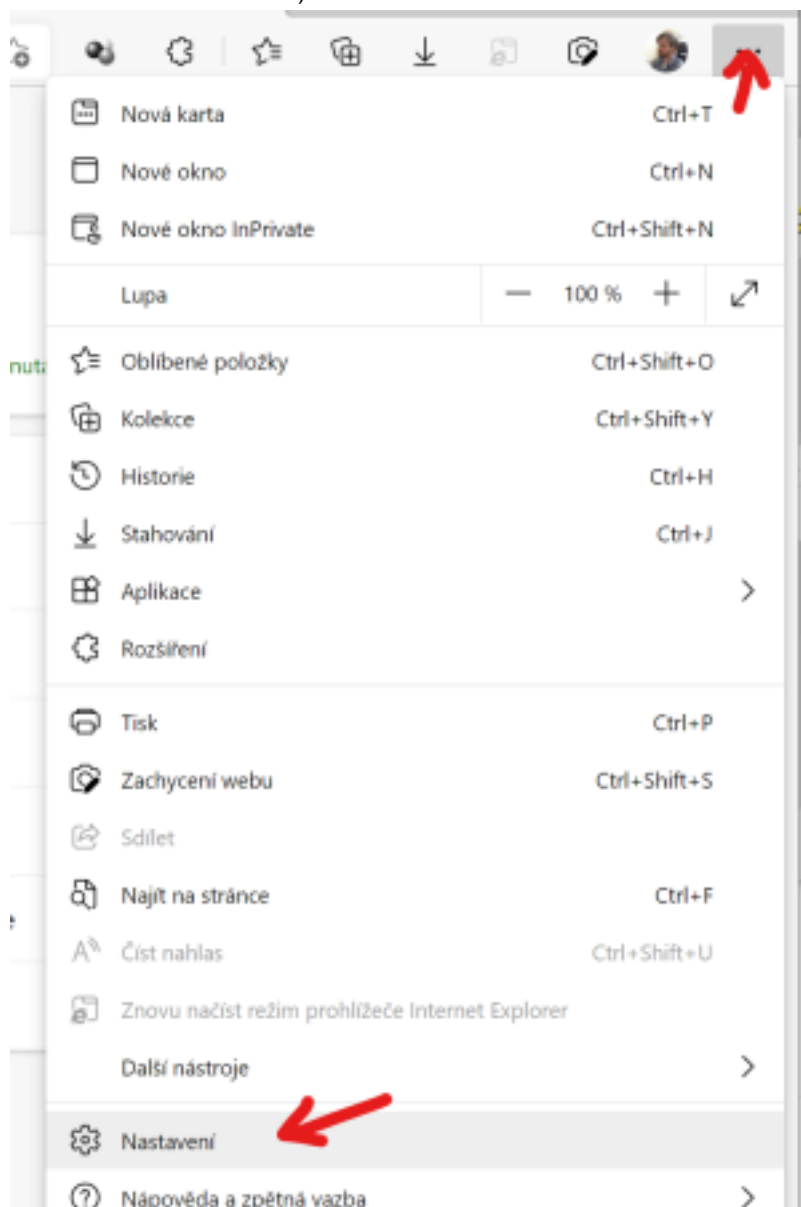 Nová karta Ctrl+T
Nové okno Ctrl+N
Nové okno InPrivate Ctrl+Shift+N
Lupa — 100 % +
Oblíbené položky Ctrl+Shift+O
Kolekce Ctrl+Shift+Y
Historie Ctrl+H
Stahování Ctrl+J
Aplikace
Rozšíření
Tisk Ctrl+P
Zachycení webu Ctrl+Shift+S
Sdílet
Najít na stránce Ctrl+F
Číst nahlas Ctrl+Shift+U
Znovu načíst režim prohlížeče Internet Explorer
Další nástroje
Nastavení
Nápověda a zpětná vazba